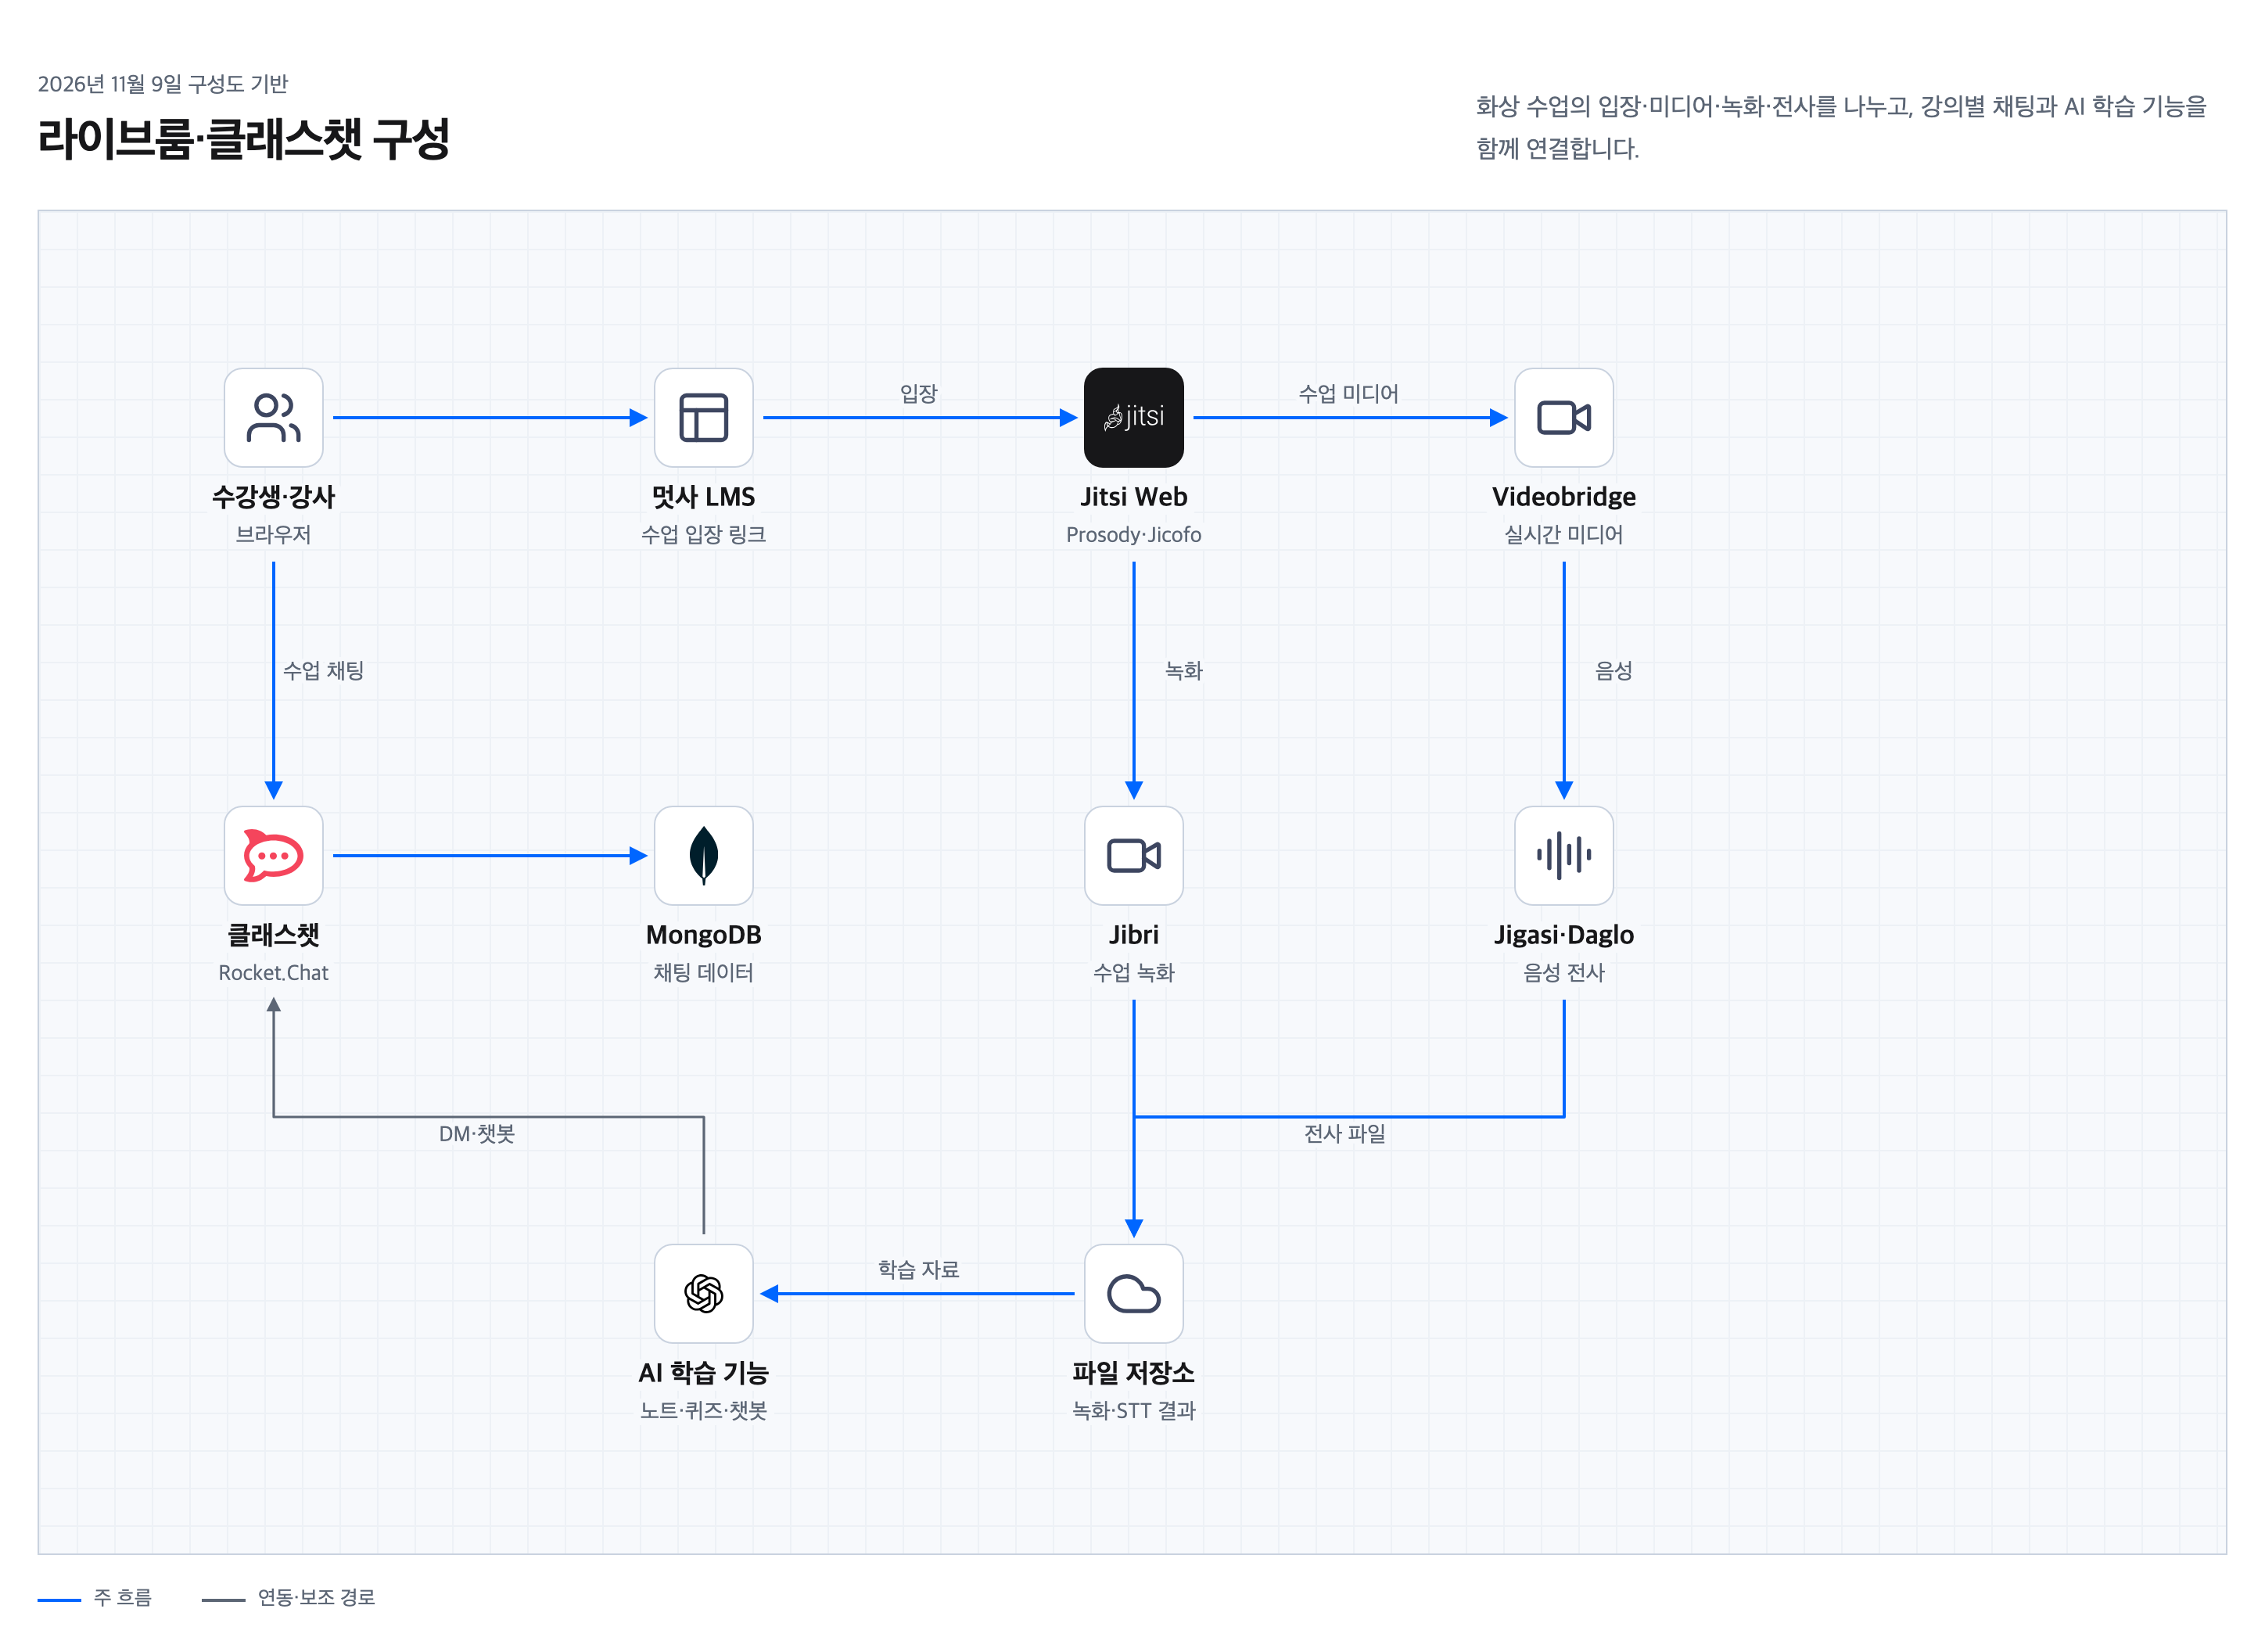 2026년 11월 9일 구성도 기반
라이브룸·클래스챗 구성
화상 수업의 입장·미디어·녹화·전사를 나누고, 강의별 채팅과 AI 학습 기능을
함께 연결합니다.
입장
수업 미디어
jitsi
수강생·강사
브라우저
멋사 LMS
수업 입장 링크
Jitsi Web
Prosody·Jicofo
Videobridge
실시간 미디어
수업 채팅
녹화
음성
클래스챗
Rocket.Chat
MongoDB
채팅 데이터
Jibri
수업 녹화
Jigasi·Daglo
음성 전사
DM·챗봇
전사 파일
학습 자료
AI 학습 기능
노트·퀴즈·챗봇
파일 저장소
녹화·STT 결과
주 흐름
연동·보조 경로